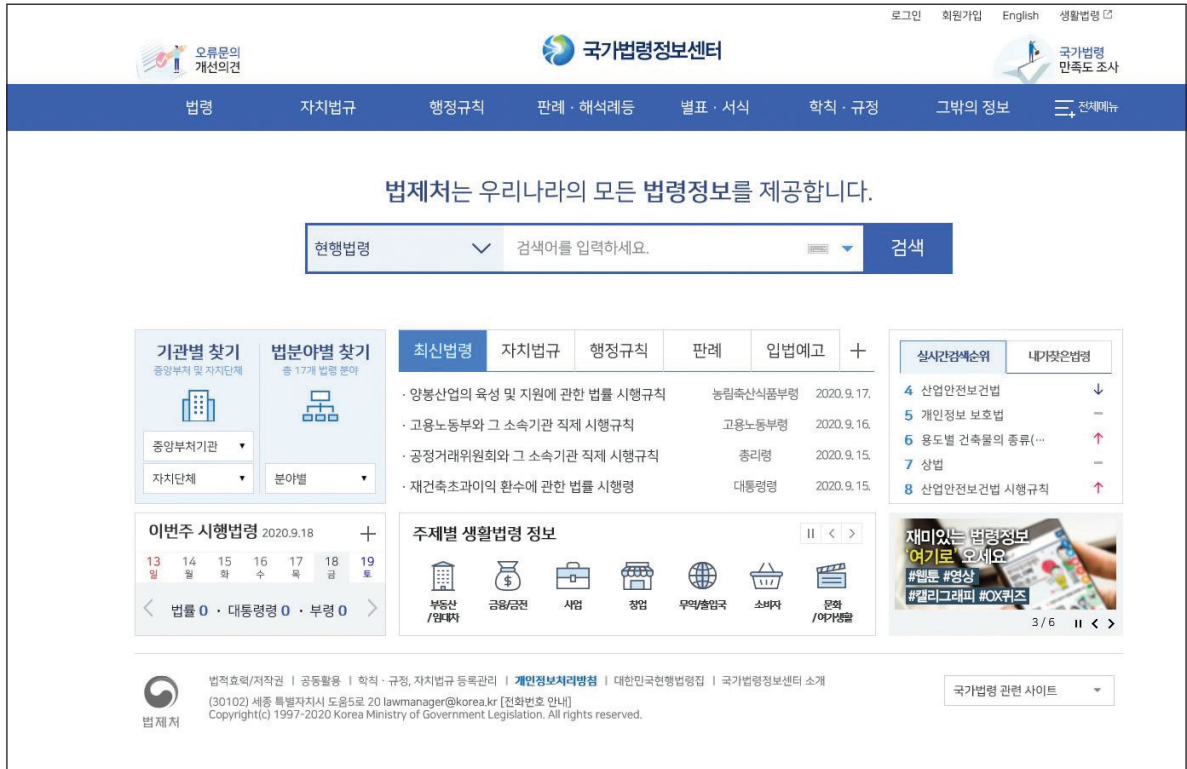 로그인 회원가입 English 생활법령
오류문의
개선의견
국가법령정보센터
국가법령
만족도 조사
법령 자치법규 행정규칙 판례 · 해석례등 별표 · 서식 학칙 · 규정 그밖의 정보 전체메뉴
법제처는 우리나라의 모든 법령정보를 제공합니다.
현행법령 검색어를 입력하세요. 검색
기관별 찾기
중앙부처 및 자치단체
중앙부처기관
자치단체
법분야별 찾기
총 17개 법령 분야
분야별
최신법령 자치법규 행정규칙 판례 입법예고 +
· 양봉산업의 육성 및 지원에 관한 법률 시행규칙 농림축산식품부령 2020.9.17.
· 고용노동부와 그 소속기관 직제 시행규칙 고용노동부령 2020.9.16.
· 공정거래위원회와 그 소속기관 직제 시행규칙 총리령 2020.9.15.
· 재건축초과이익 환수에 관한 법률 시행령 대통령령 2020.9.15.
실시간검색순위 내가찾은법령
4 산업안전보건법
5 개인정보 보호법
6 용도별 건축물의 종류(…
7 상법
8 산업안전보건법 시행규칙
이번주 시행법령 2020.9.18 +
13 14 15 16 17 18 19
일 월 화 수 목 금 토
법률 0 · 대통령령 0 · 부령 0
주제별 생활법령 정보
부동산
/임대차
금융/금전
사업
창업
무역/출입국
소비자
문화
/여가생활
재미있는 법령정보
'여기로' 오세요
#웹툰 #영상
#캘리그래피 #OX퀴즈
3/6
법제처
법적효력/저작권 | 공동활용 | 학칙 · 규정, 자치법규 등록관리 | 개인정보처리방침 | 대한민국현행법령집 | 국가법령정보센터 소개
(30102) 세종 특별자치시 도움5로 20 lawmanager@korea.kr [전화번호 안내]
Copyright(c) 1997-2020 Korea Ministry of Government Legislation. All rights reserved.
국가법령 관련 사이트